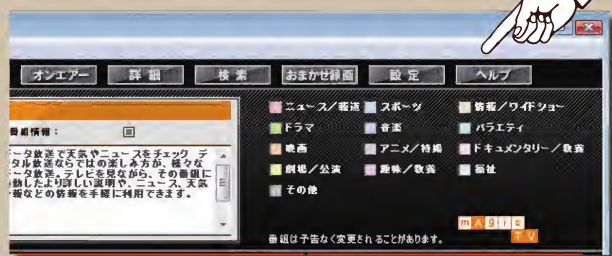 オンエアー 詳細 検索 おまかせ録画 設定 ヘルプ
番組情報：
ータ放送で天気やニュースをチェック デ
タル放送ならではの楽しみ方が、様々な
ータ放送。テレビを見ながら、その番組に
動したより詳しい説明や、ニュース、天気
報などの情報を手軽に利用できます。
ニュース／報道 スポーツ 情報／ワイドショー
ドラマ 音楽 バラエティ
映画 アニメ／特撮 ドキュメンタリー／教養
劇場／公演 趣味／教養 福祉
その他
mAgic
TV
番組は予告なく変更されることがあります。